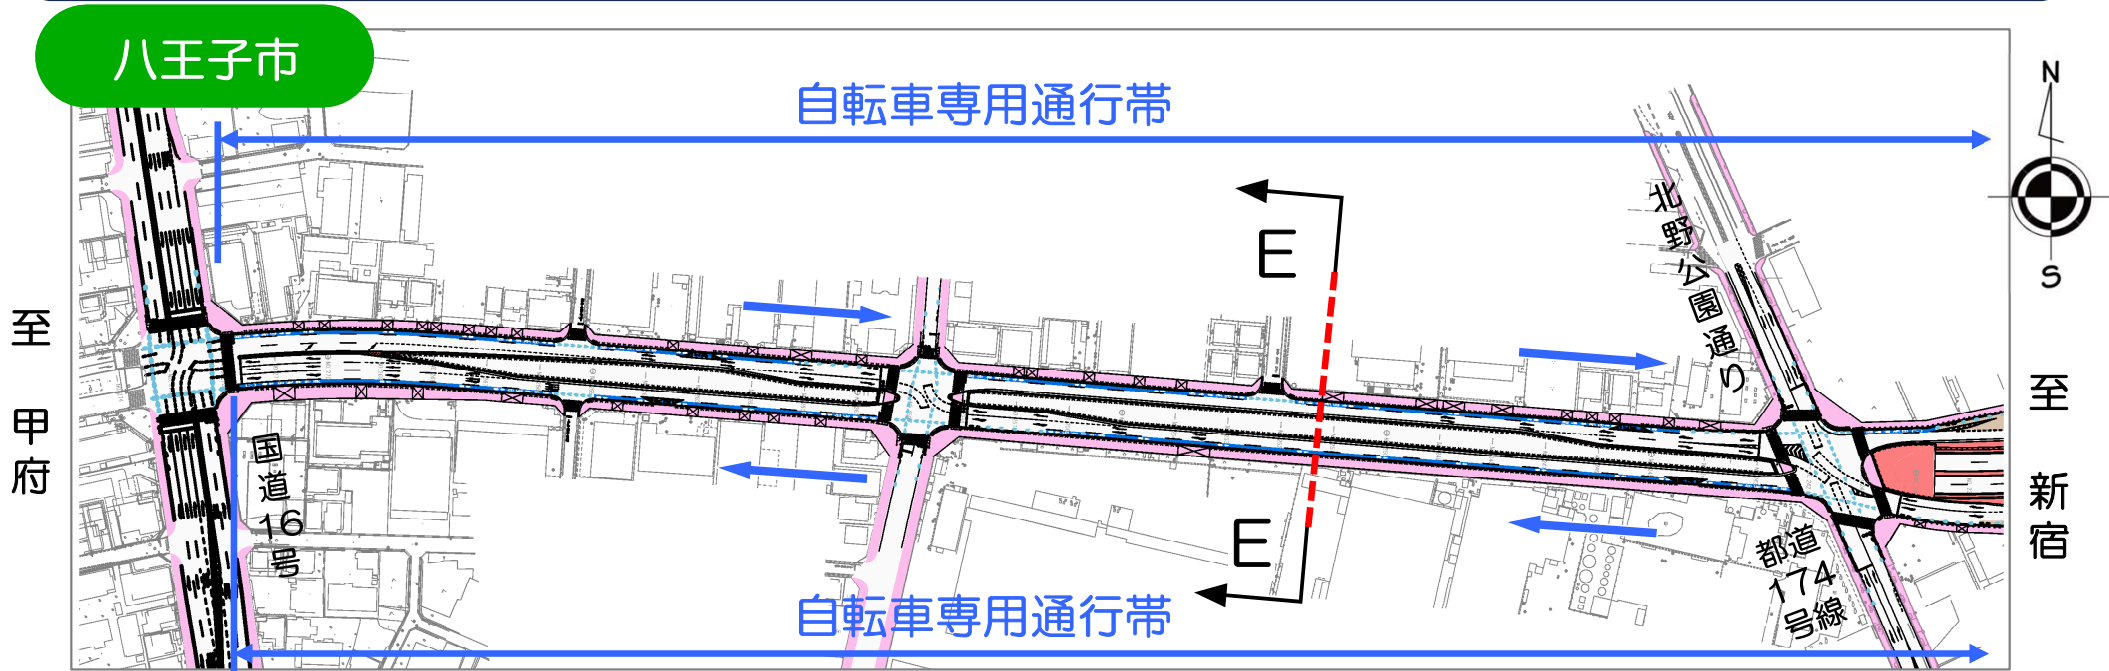 八王子市
自転車専用通行帯
N
S
E
北野公園通り
至 甲府
至 新宿
国道16号
E
都道174号線
自転車専用通行帯